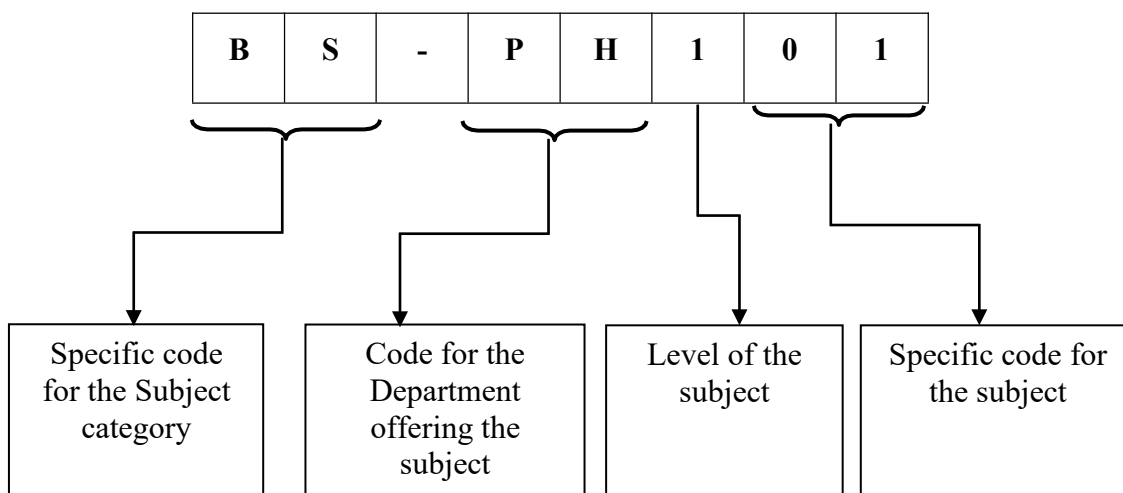 B S - P H 1 0 1
Specific code
for the Subject
category
Code for the
Department
offering the
subject
Level of the
subject
Specific code for
the subject